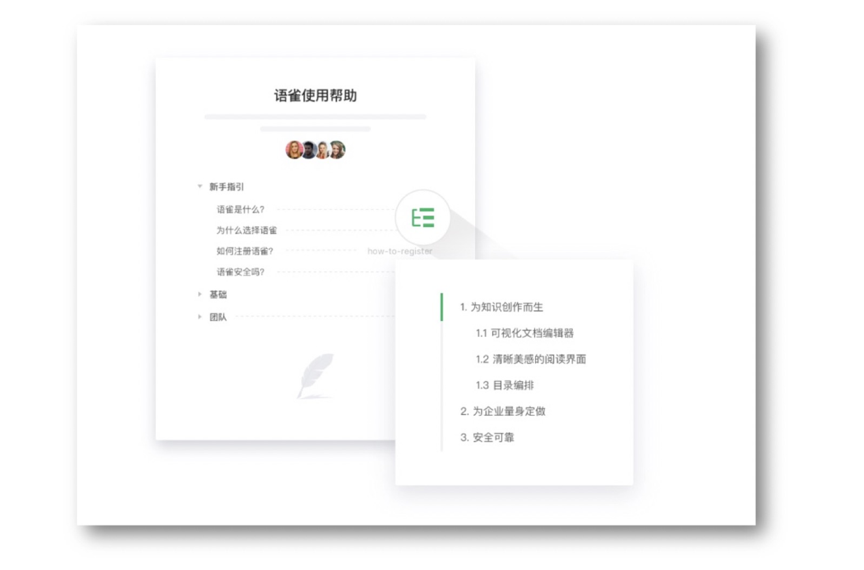 语雀使用帮助
新手指引
语雀是什么?
为什么选择语雀
如何注册语雀?
how-to-register
语雀安全吗?
基础
团队
1. 为知识创作而生
1.1 可视化文档编辑器
1.2 清晰美感的阅读界面
1.3 目录编排
2. 为企业量身定做
3. 安全可靠